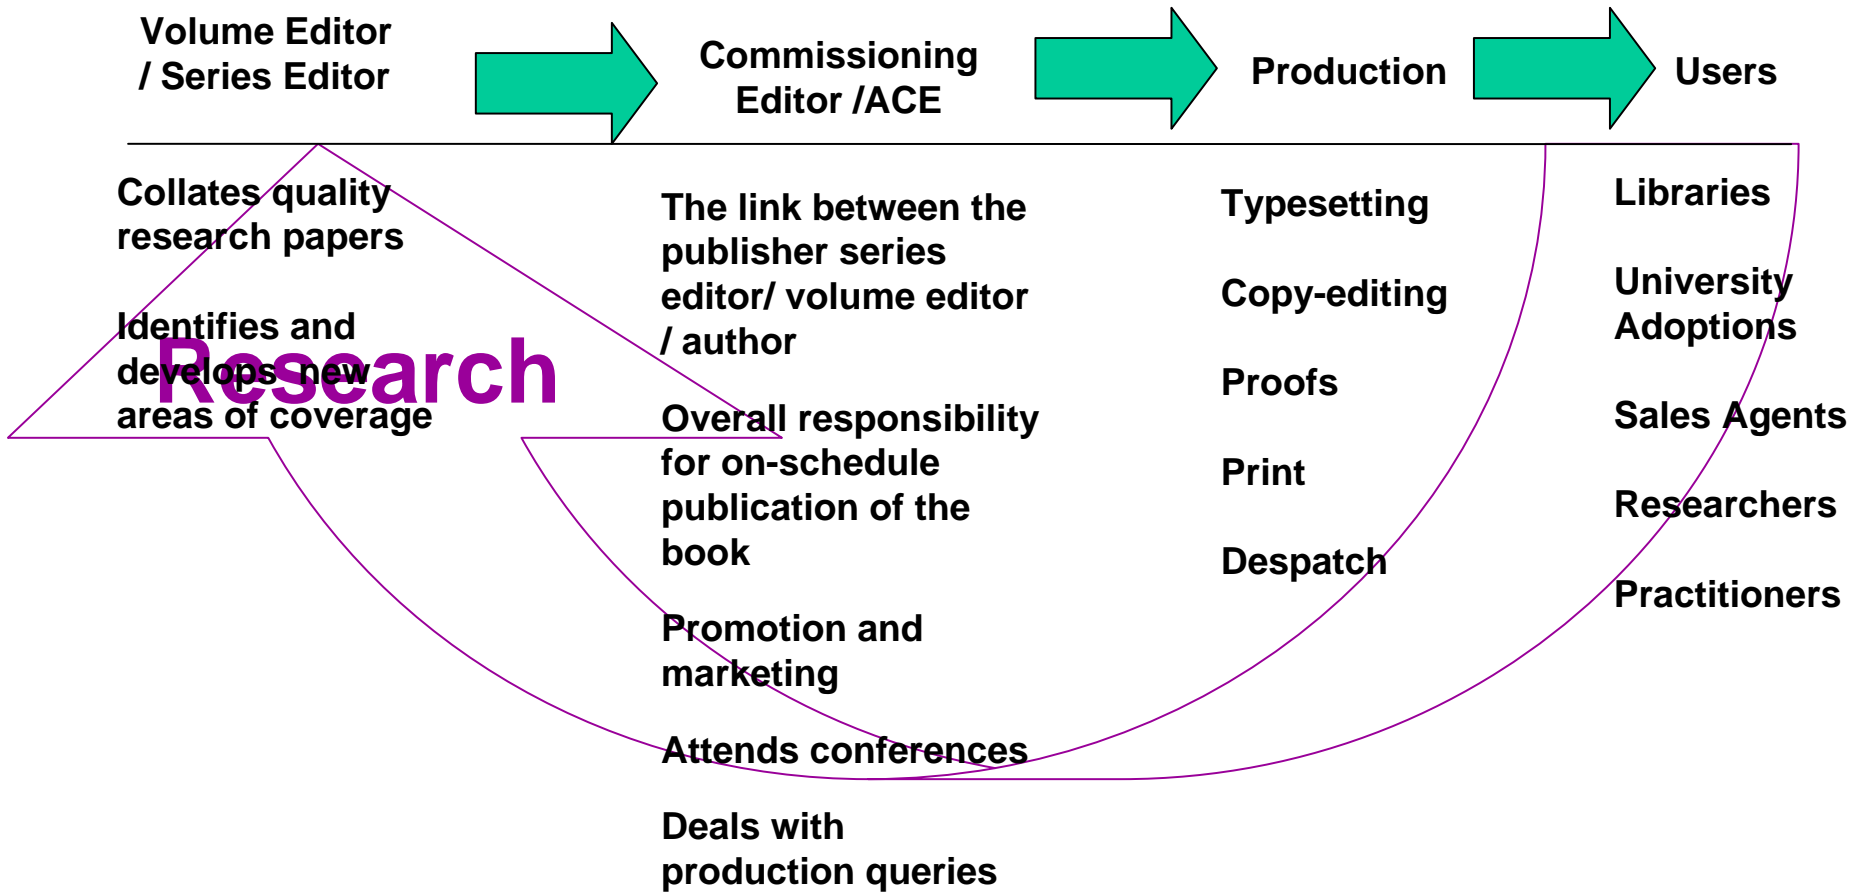 Volume Editor
/ Series Editor
Commissioning
Editor /ACE
Production
Users
Collates quality
research papers
Identifies and
develops new
areas of coverage
Research
The link between the
publisher series
editor/ volume editor
/ author
Overall responsibility
for on-schedule
publication of the
book
Promotion and
marketing
Attends conferences
Deals with
production queries
Typesetting
Copy-editing
Proofs
Print
Despatch
Libraries
University
Adoptions
Sales Agents
Researchers
Practitioners